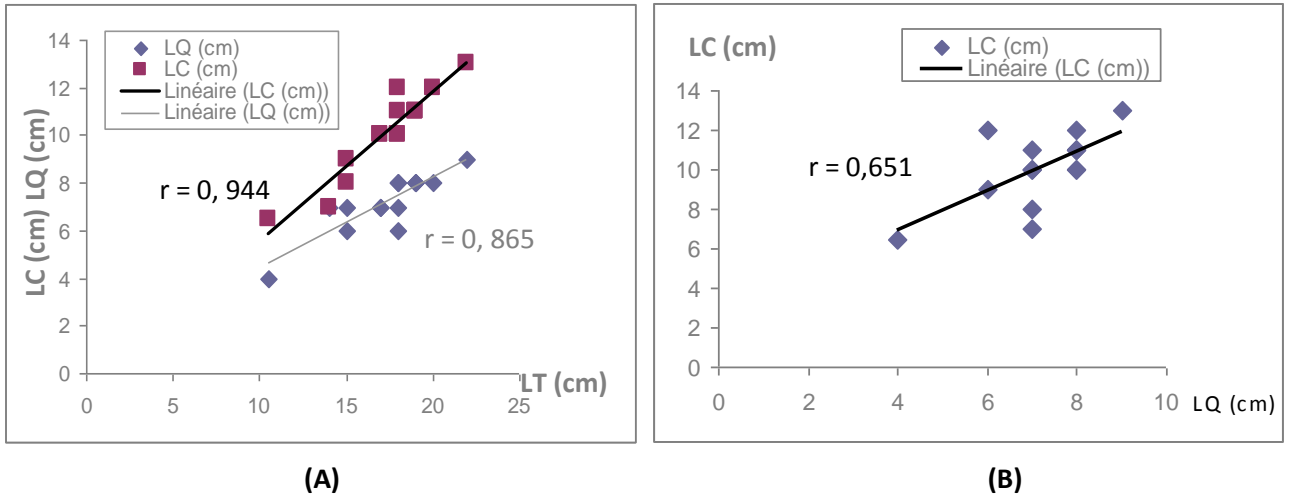 LQ (cm)
LC (cm)
Linéaire (LC (cm))
Linéaire (LQ (cm))
LC (cm) LQ (cm)
14
12
10
8
6
4
2
0
r = 0, 944
r = 0, 865
LT (cm)
0 5 10 15 20 25
(A)
LC (cm)
LC (cm)
Linéaire (LC (cm))
14
12
10
8
6
4
2
0
r = 0,651
0 2 4 6 8 10
LQ (cm)
(B)